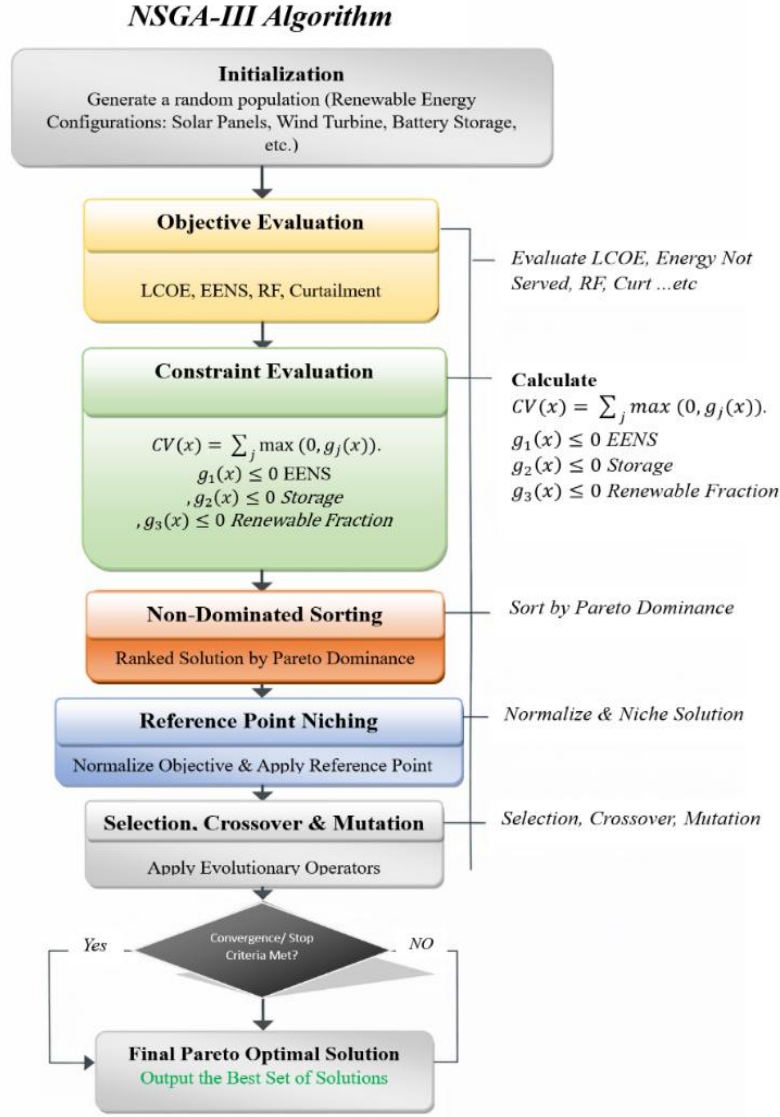 NSGA-III Algorithm
Initialization
Generate a random population (Renewable Energy
Configurations: Solar Panels, Wind Turbine, Battery Storage,
etc.)
Objective Evaluation
LCOE, EENS, RF, Curtailment
Evaluate LCOE, Energy Not
Served, RF, Curt ...etc
Constraint Evaluation
CV(x) = ∑j max (0, gj(x)).
g1(x) ≤ 0 EENS
,g2(x) ≤ 0 Storage
,g3(x) ≤ 0 Renewable Fraction
Calculate
CV(x) = ∑j max (0, gj(x)).
g1(x) ≤ 0 EENS
g2(x) ≤ 0 Storage
g3(x) ≤ 0 Renewable Fraction
Non-Dominated Sorting
Ranked Solution by Pareto Dominance
Sort by Pareto Dominance
Reference Point Niching
Normalize Objective & Apply Reference Point
Normalize & Niche Solution
Selection, Crossover & Mutation
Apply Evolutionary Operators
Selection, Crossover, Mutation
Yes
Convergence/ Stop
Criteria Met?
NO
Final Pareto Optimal Solution
Output the Best Set of Solutions